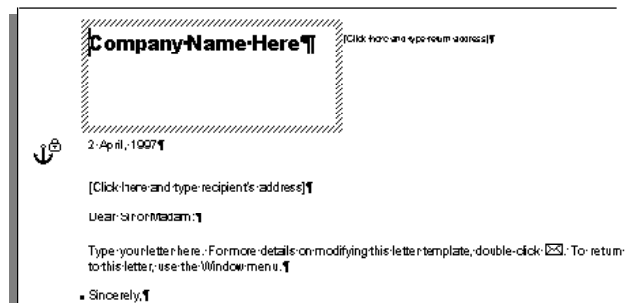 Company Name Here¶
[Click here and type return address]¶
2 April, 1997¶
[Click here and type recipient's address]¶
Dear Sir or Madam:¶
Type your letter here. For more details on modifying this letter template, double-click ✉. To return
to this letter, use the Window menu.¶
Sincerely,¶